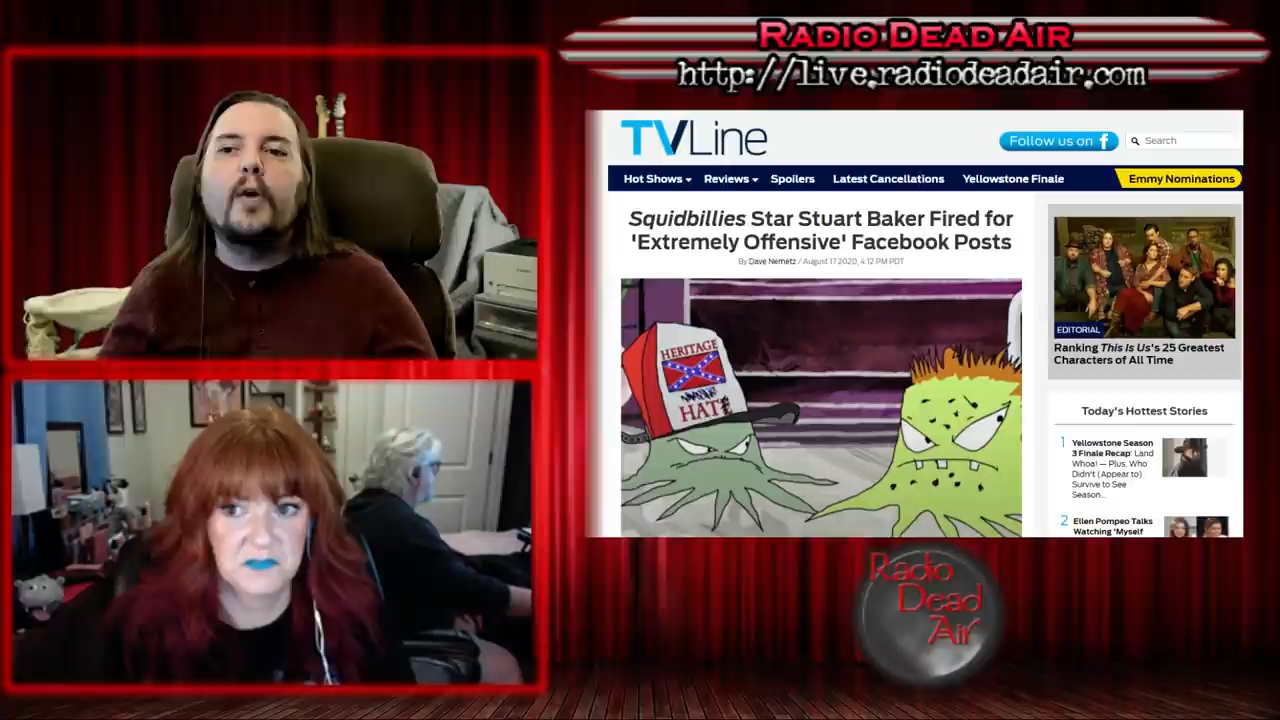 RADIO DEAD AIR
http://live.radiodeadair.com
TVLine
Follow us on f
Search
Hot Shows Reviews Spoilers Latest Cancellations Yellowstone Finale Emmy Nominations
Squidbillies Star Stuart Baker Fired for
'Extremely Offensive' Facebook Posts
By Dave Nemetz / August 17 2020, 4:12 PM PDT
HERITAGE
HATE
EDITORIAL
Ranking This Is Us's 25 Greatest
Characters of All Time
Today's Hottest Stories
1 Yellowstone Season
3 Finale Recap: Land
Whoa! — Plus, Who
Didn't (Appear to)
Survive to See
Season...
2 Ellen Pompeo Talks
Watching 'Myself
Radio
Dead
Air